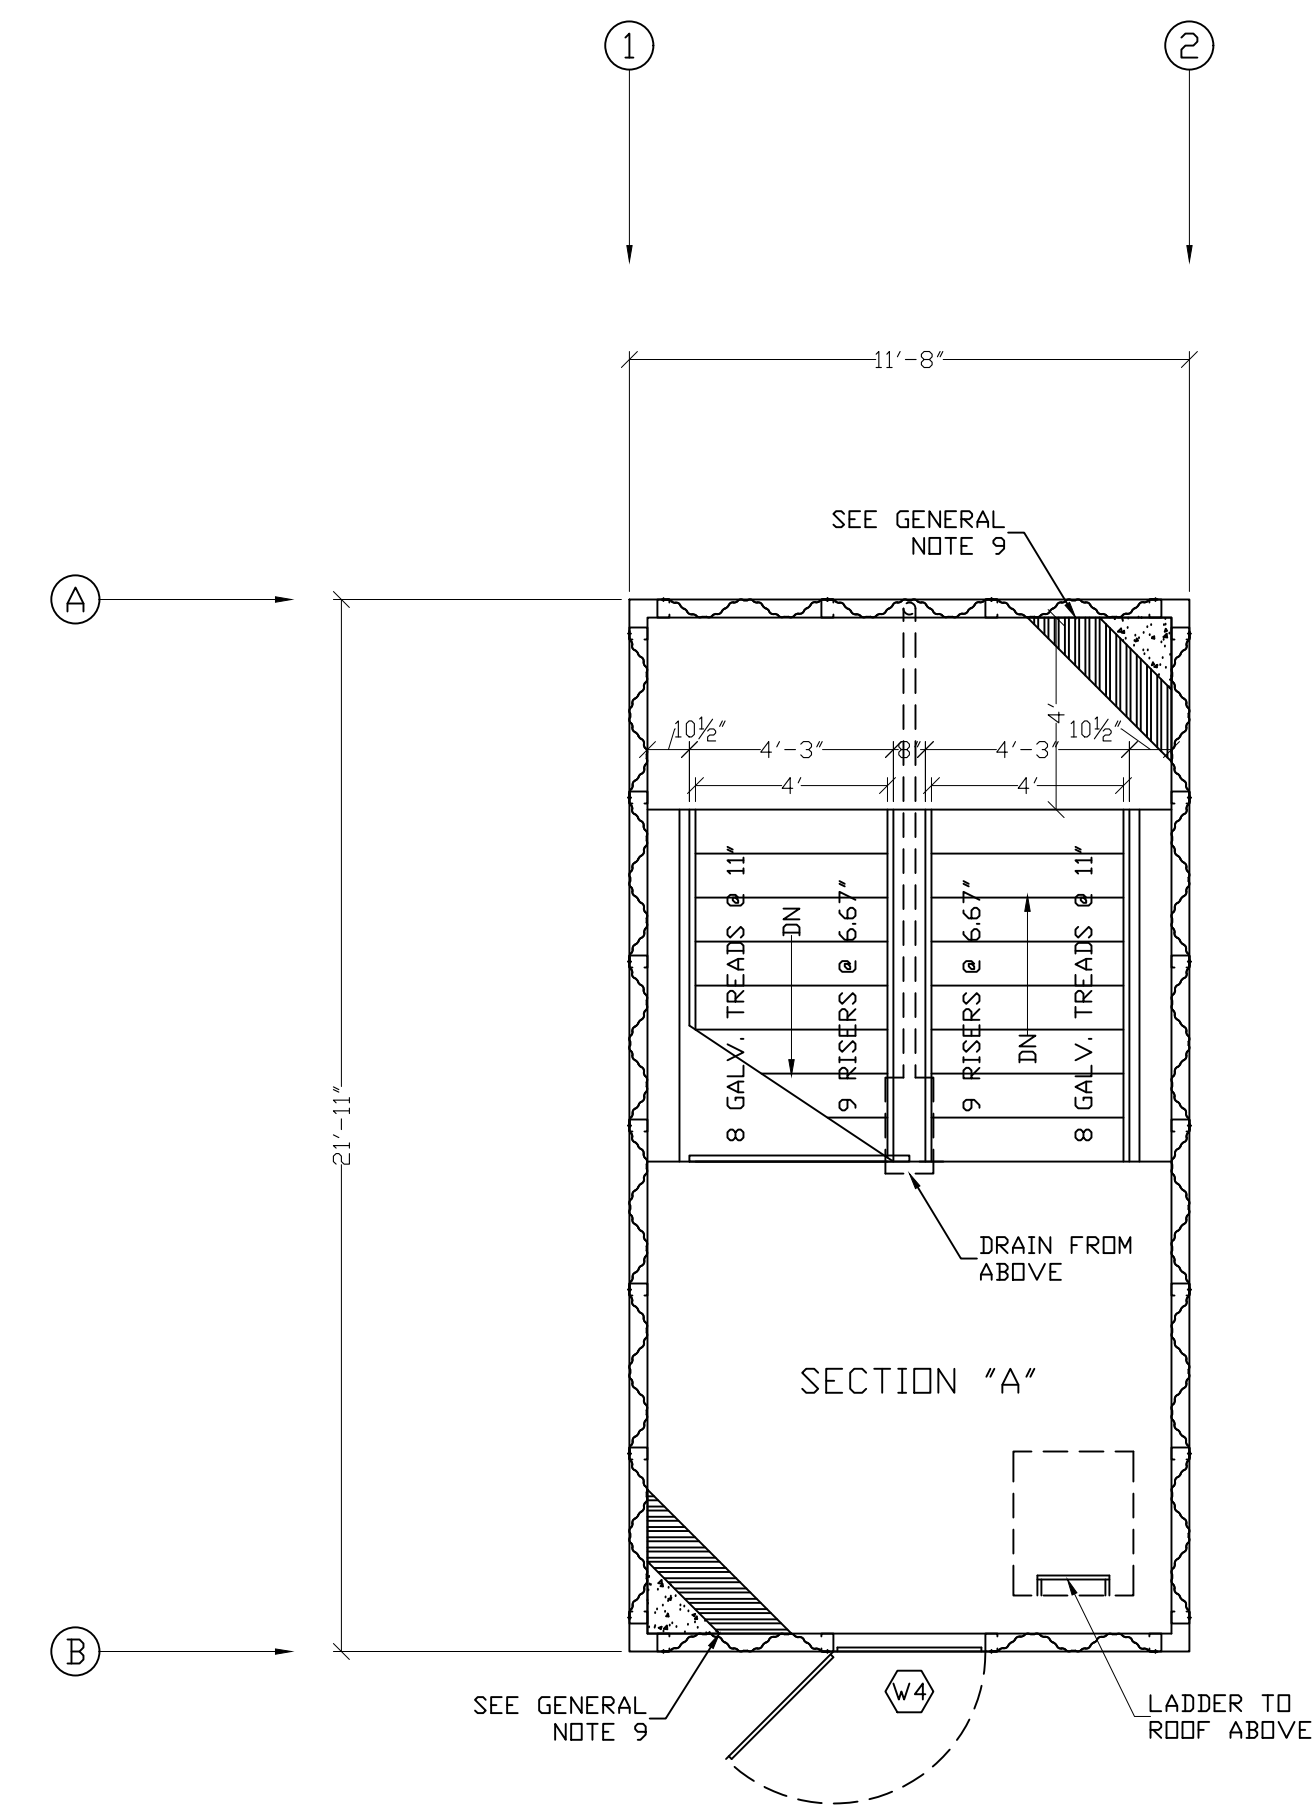 1
2
11'-8"
SEE GENERAL
NOTE 9
A
10½"
4'
10½"
4'-3"
8"
4'-3"
4'
4'
8 GALV. TREADS @ 11"
DN
9 RISERS @ 6.67"
9 RISERS @ 6.67"
DN
8 GALV. TREADS @ 11"
21'-11"
DRAIN FROM
ABOVE
SECTION "A"
B
W4
SEE GENERAL
NOTE 9
LADDER TO
ROOF ABOVE